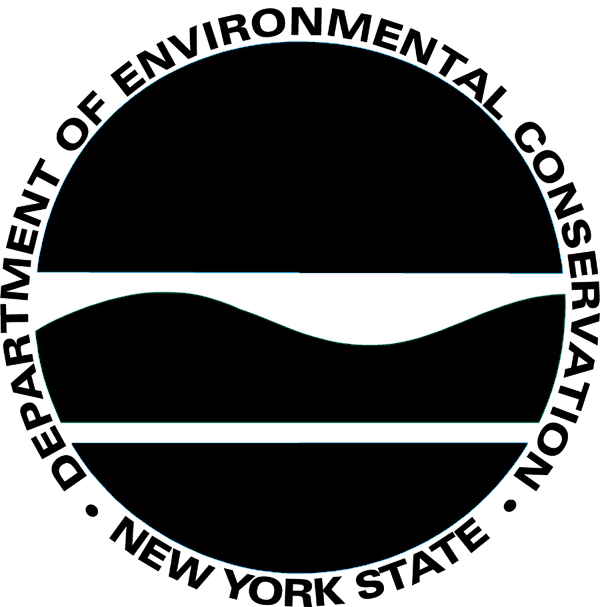 DEPARTMENT OF ENVIRONMENTAL CONSERVATION
• NEW YORK STATE •